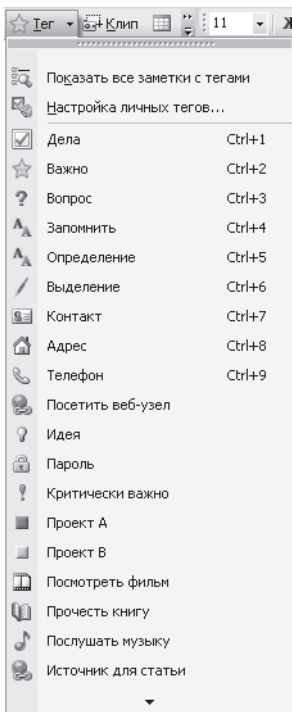 Тег Клип 11 Ж
Показать все заметки с тегами
Настройка личных тегов...
Дела Ctrl+1
Важно Ctrl+2
Вопрос Ctrl+3
Запомнить Ctrl+4
Определение Ctrl+5
Выделение Ctrl+6
Контакт Ctrl+7
Адрес Ctrl+8
Телефон Ctrl+9
Посетить веб-узел
Идея
Пароль
Критически важно
Проект A
Проект B
Посмотреть фильм
Прочесть книгу
Послушать музыку
Источник для статьи